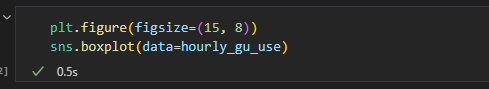 plt.figure(figsize=(15, 8))
sns.boxplot(data=hourly_gu_use)
]
0.5s